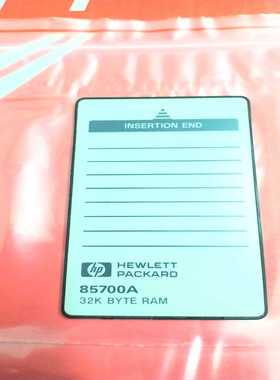 INSERTION END
hp
HEWLETT
PACKARD
85700A
32K BYTE RAM